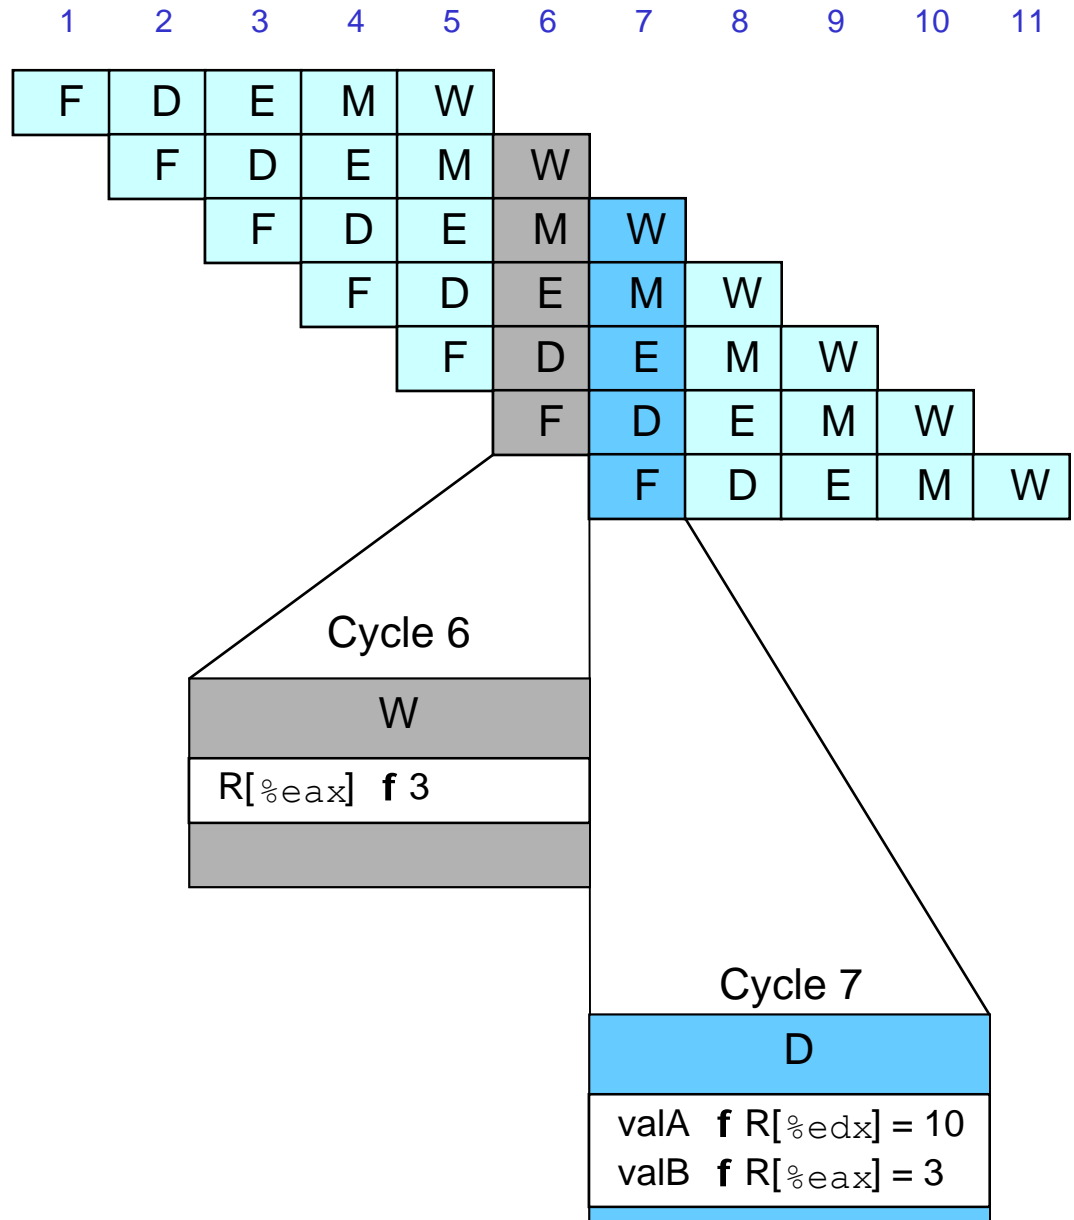 1 2 3 4 5 6 7 8 9 10 11
F D E M W
F D E M W
F D E M W
F D E M W
F D E M W
F D E M W
F D E M W
Cycle 6
W
R[%eax] f 3
Cycle 7
D
valA f R[%edx] = 10
valB f R[%eax] = 3